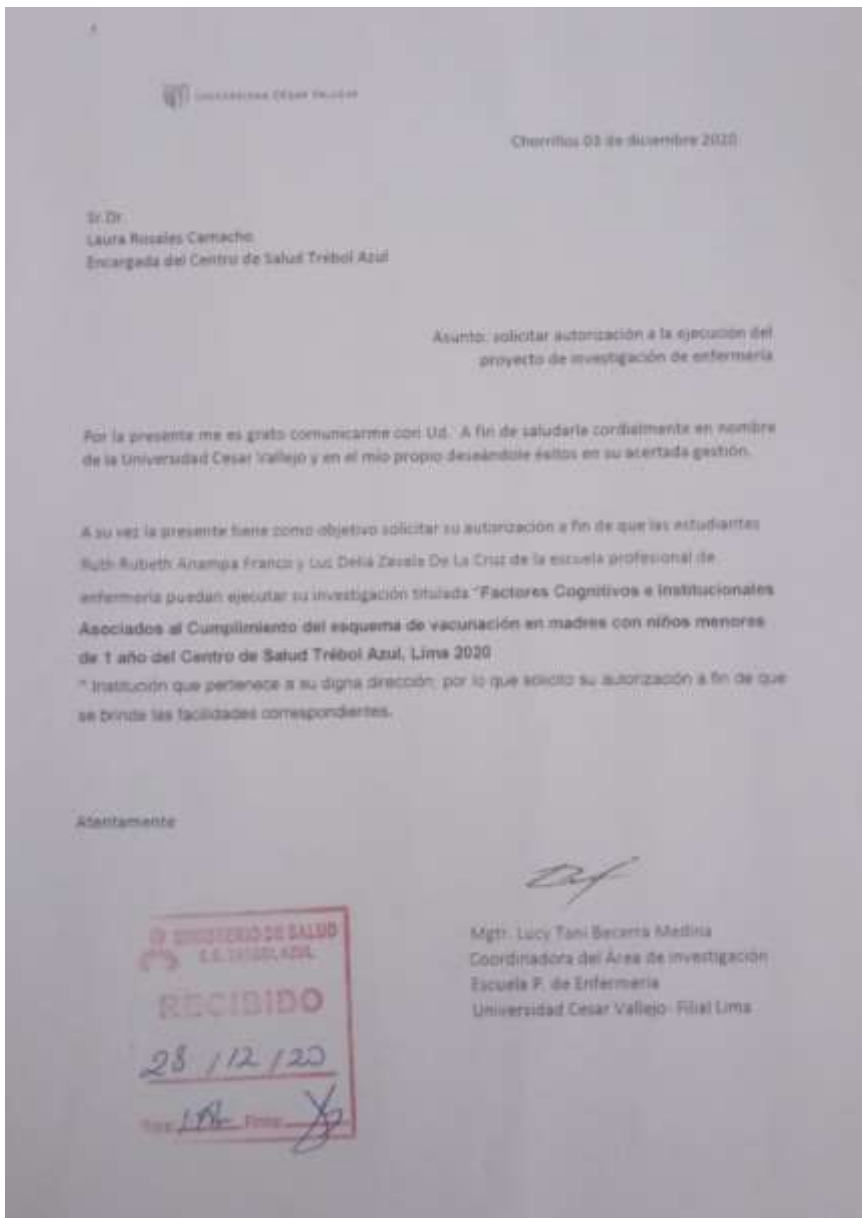 UNIVERSIDAD CÉSAR VALLEJO
Chorrillos 03 de diciembre 2020
Sr.Dr.
Laura Rosales Camacho
Encargada del Centro de Salud Trébol Azul
Asunto: solicitar autorización a la ejecución del
proyecto de investigación de enfermería
Por la presente me es grato comunicarme con Ud. A fin de saludarle cordialmente en nombre
de la Universidad Cesar Vallejo y en el mío propio deseándole éxitos en su acertada gestión.
A su vez la presente tiene como objetivo solicitar su autorización a fin de que las estudiantes
Ruth Rubeth Anampa Franco y Luz Delia Zavala De La Cruz de la escuela profesional de
enfermería puedan ejecutar su investigación titulada "Factores Cognitivos e Institucionales
Asociados al Cumplimiento del esquema de vacunación en madres con niños menores
de 1 año del Centro de Salud Trébol Azul, Lima 2020
" Institución que pertenece a su digna dirección; por lo que solicito su autorización a fin de que
se brinde las facilidades correspondientes.
Atentamente
Mgtr. Lucy Tani Becerra Medina
Coordinadora del Área de investigación
Escuela P. de Enfermería
Universidad Cesar Vallejo- Filial Lima
MINISTERIO DE SALUD
C.S. TREBOL AZUL
RECIBIDO
28 / 12 / 20
Hora: Firma: